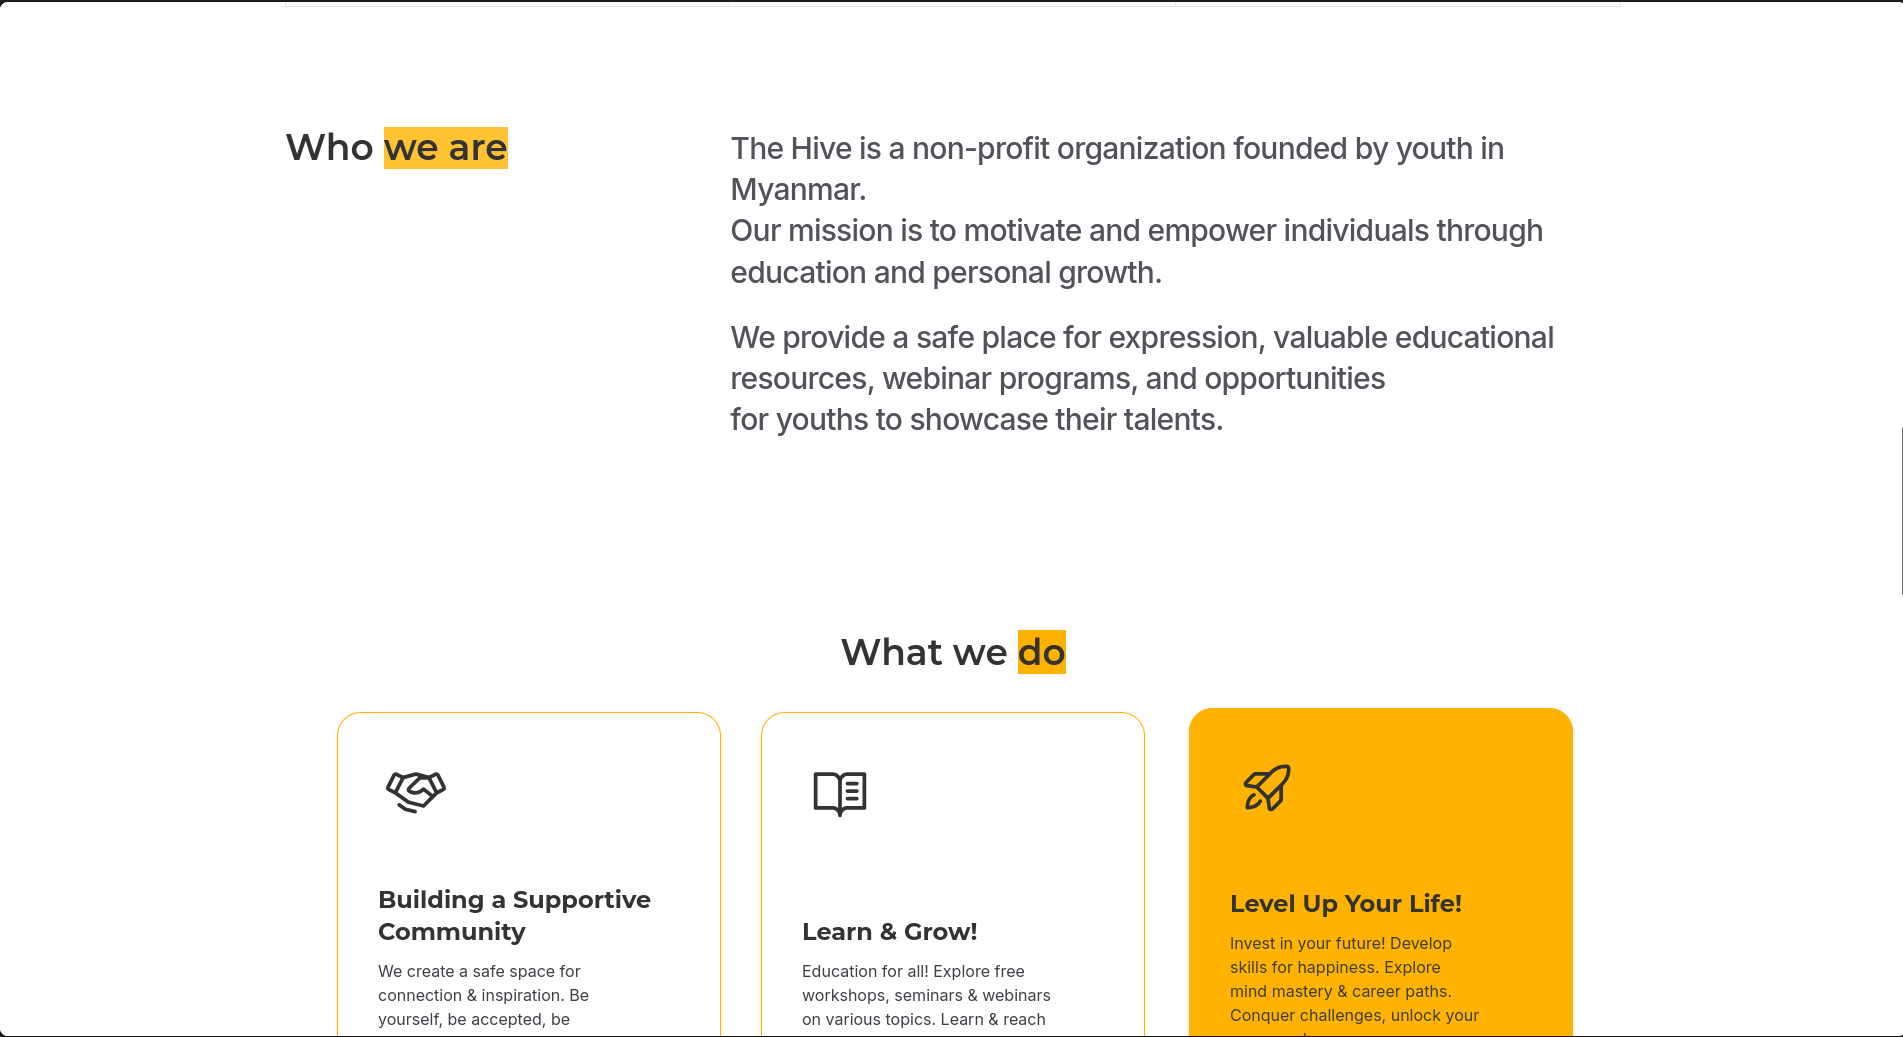 Who we are
The Hive is a non-profit organization founded by youth in
Myanmar.
Our mission is to motivate and empower individuals through
education and personal growth.
We provide a safe place for expression, valuable educational
resources, webinar programs, and opportunities
for youths to showcase their talents.
What we do
Building a Supportive
Community
We create a safe space for
connection & inspiration. Be
yourself, be accepted, be
Learn & Grow!
Education for all! Explore free
workshops, seminars & webinars
on various topics. Learn & reach
Level Up Your Life!
Invest in your future! Develop
skills for happiness. Explore
mind mastery & career paths.
Conquer challenges, unlock your